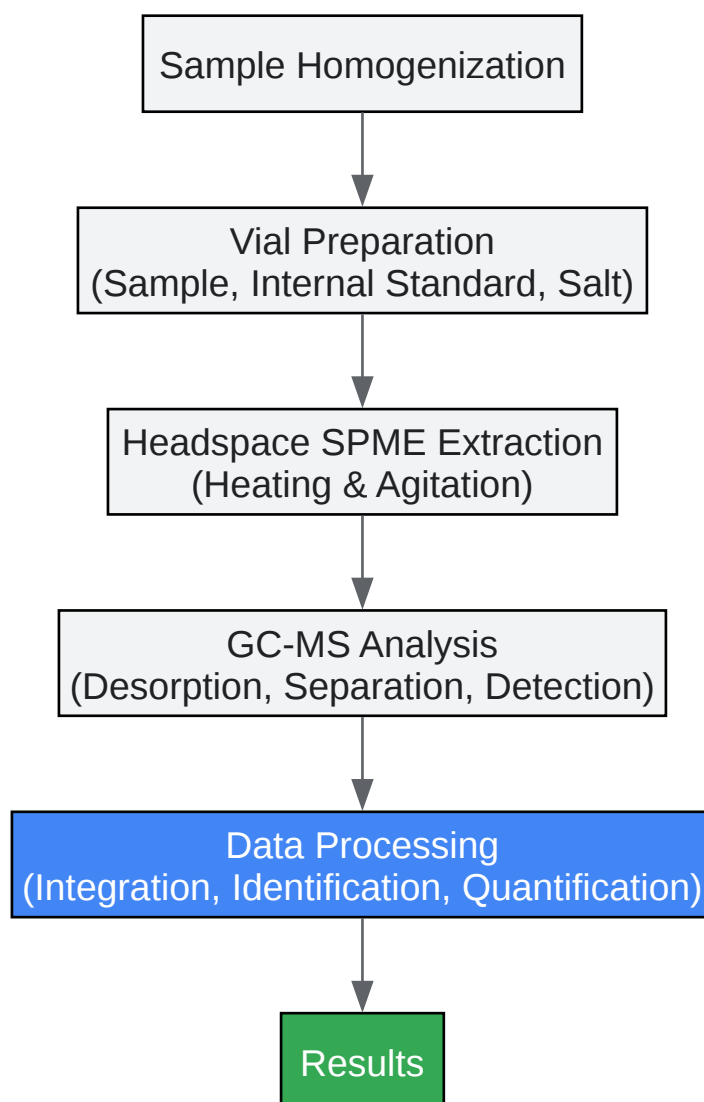 Sample Homogenization
Vial Preparation
(Sample, Internal Standard, Salt)
Headspace SPME Extraction
(Heating & Agitation)
GC-MS Analysis
(Desorption, Separation, Detection)
Data Processing
(Integration, Identification, Quantification)
Results